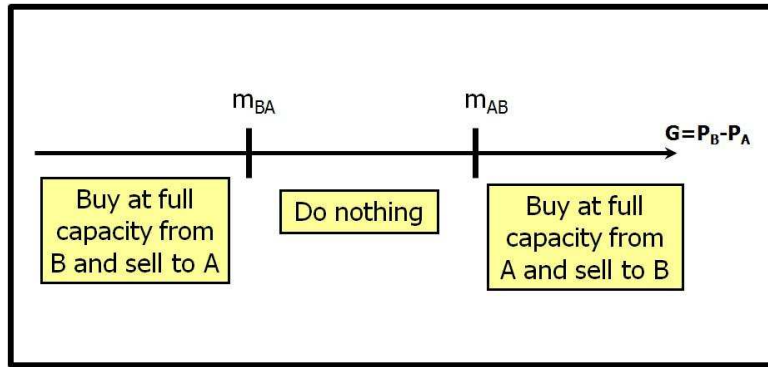 m_BA
m_AB
G=P_B-P_A
Buy at full
capacity from
B and sell to A
Do nothing
Buy at full
capacity from
A and sell to B